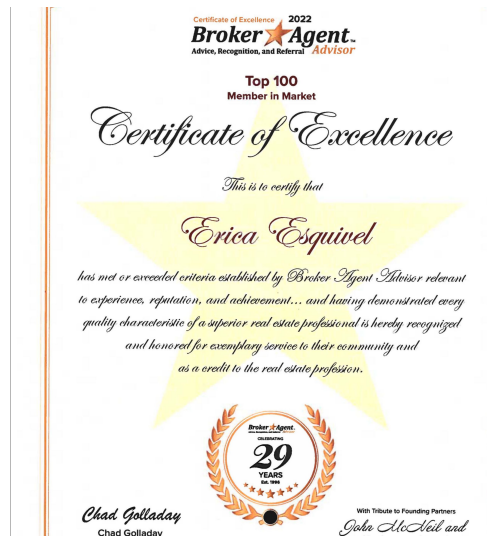 Certificate of Excellence 2022
Broker Agent™
Advice, Recognition, and Referral Advisor
Top 100
Member in Market
Certificate of Excellence
This is to certify that
Erica Esquivel
has met or exceeded criteria established by Broker Agent Advisor relevant
to experience, reputation, and achievement... and having demonstrated every
quality characteristic of a superior real estate professional is hereby recognized
and honored for exemplary service to their community and
as a credit to the real estate profession.
Broker Agent
CELEBRATING
29
YEARS
Est. 1996
Chad Golladay
Chad Golladay
With Tribute to Founding Partners
John McNeil and